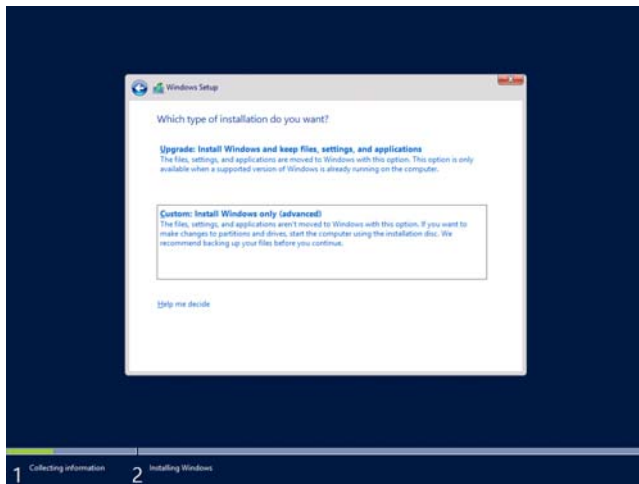 Windows Setup
Which type of installation do you want?
Upgrade: Install Windows and keep files, settings, and applications
The files, settings, and applications are moved to Windows with this option. This option is only
available when a supported version of Windows is already running on the computer.
Custom: Install Windows only (advanced)
The files, settings, and applications aren't moved to Windows with this option. If you want to
make changes to partitions and drives, start the computer using the installation disc. We
recommend backing up your files before you continue.
Help me decide
1 Collecting information 2 Installing Windows